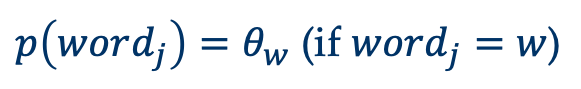 p(word_j) = θ_w (if word_j = w)